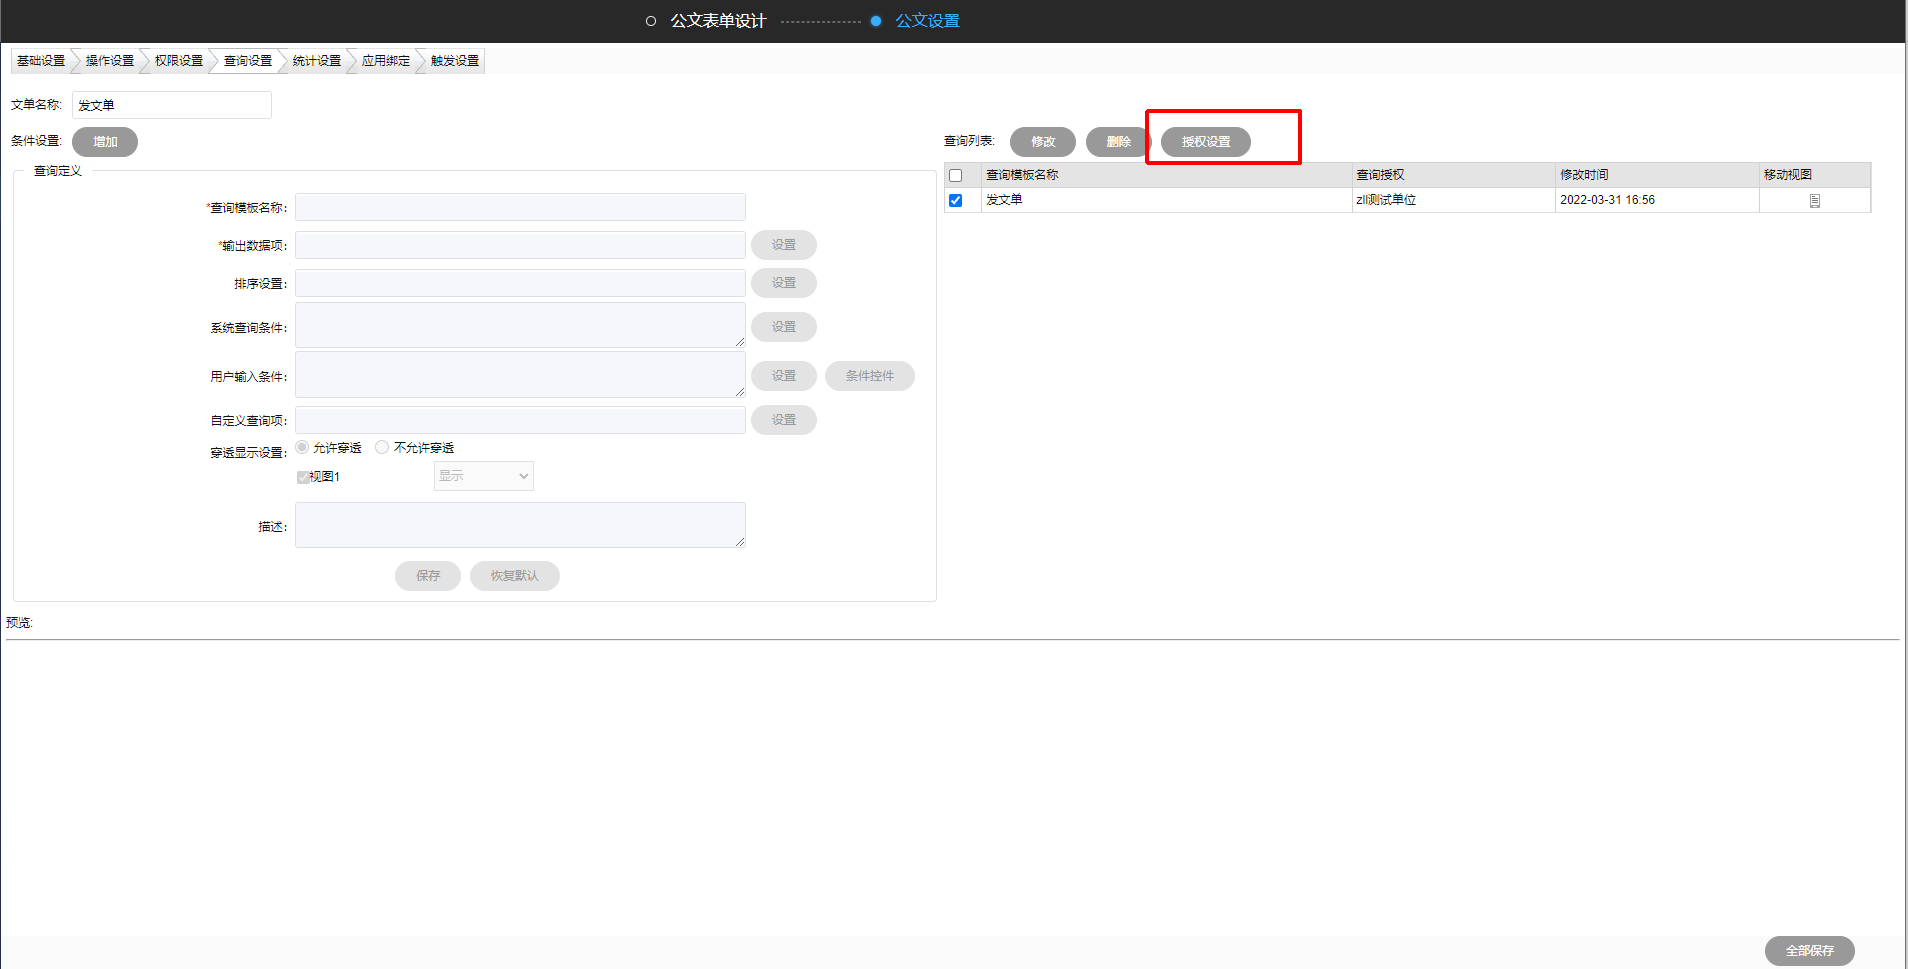 公文表单设计 公文设置
基础设置 操作设置 权限设置 查询设置 统计设置 应用绑定 触发设置
文单名称: 发文单
条件设置: 增加
查询列表: 修改 删除 授权设置
查询定义
*查询模板名称:
*输出数据项: 设置
排序设置: 设置
系统查询条件: 设置
用户输入条件: 设置 条件控件
自定义查询项: 设置
穿透显示设置: 允许穿透 不允许穿透
视图1 显示
描述:
保存 恢复默认
查询模板名称 查询授权 修改时间 移动视图
发文单 zll测试单位 2022-03-31 16:56
预览:
全部保存